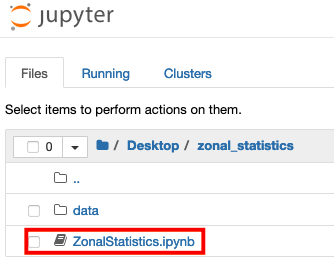 jupyter
Files Running Clusters
Select items to perform actions on them.
0 / Desktop / zonal_statistics
..
data
ZonalStatistics.ipynb